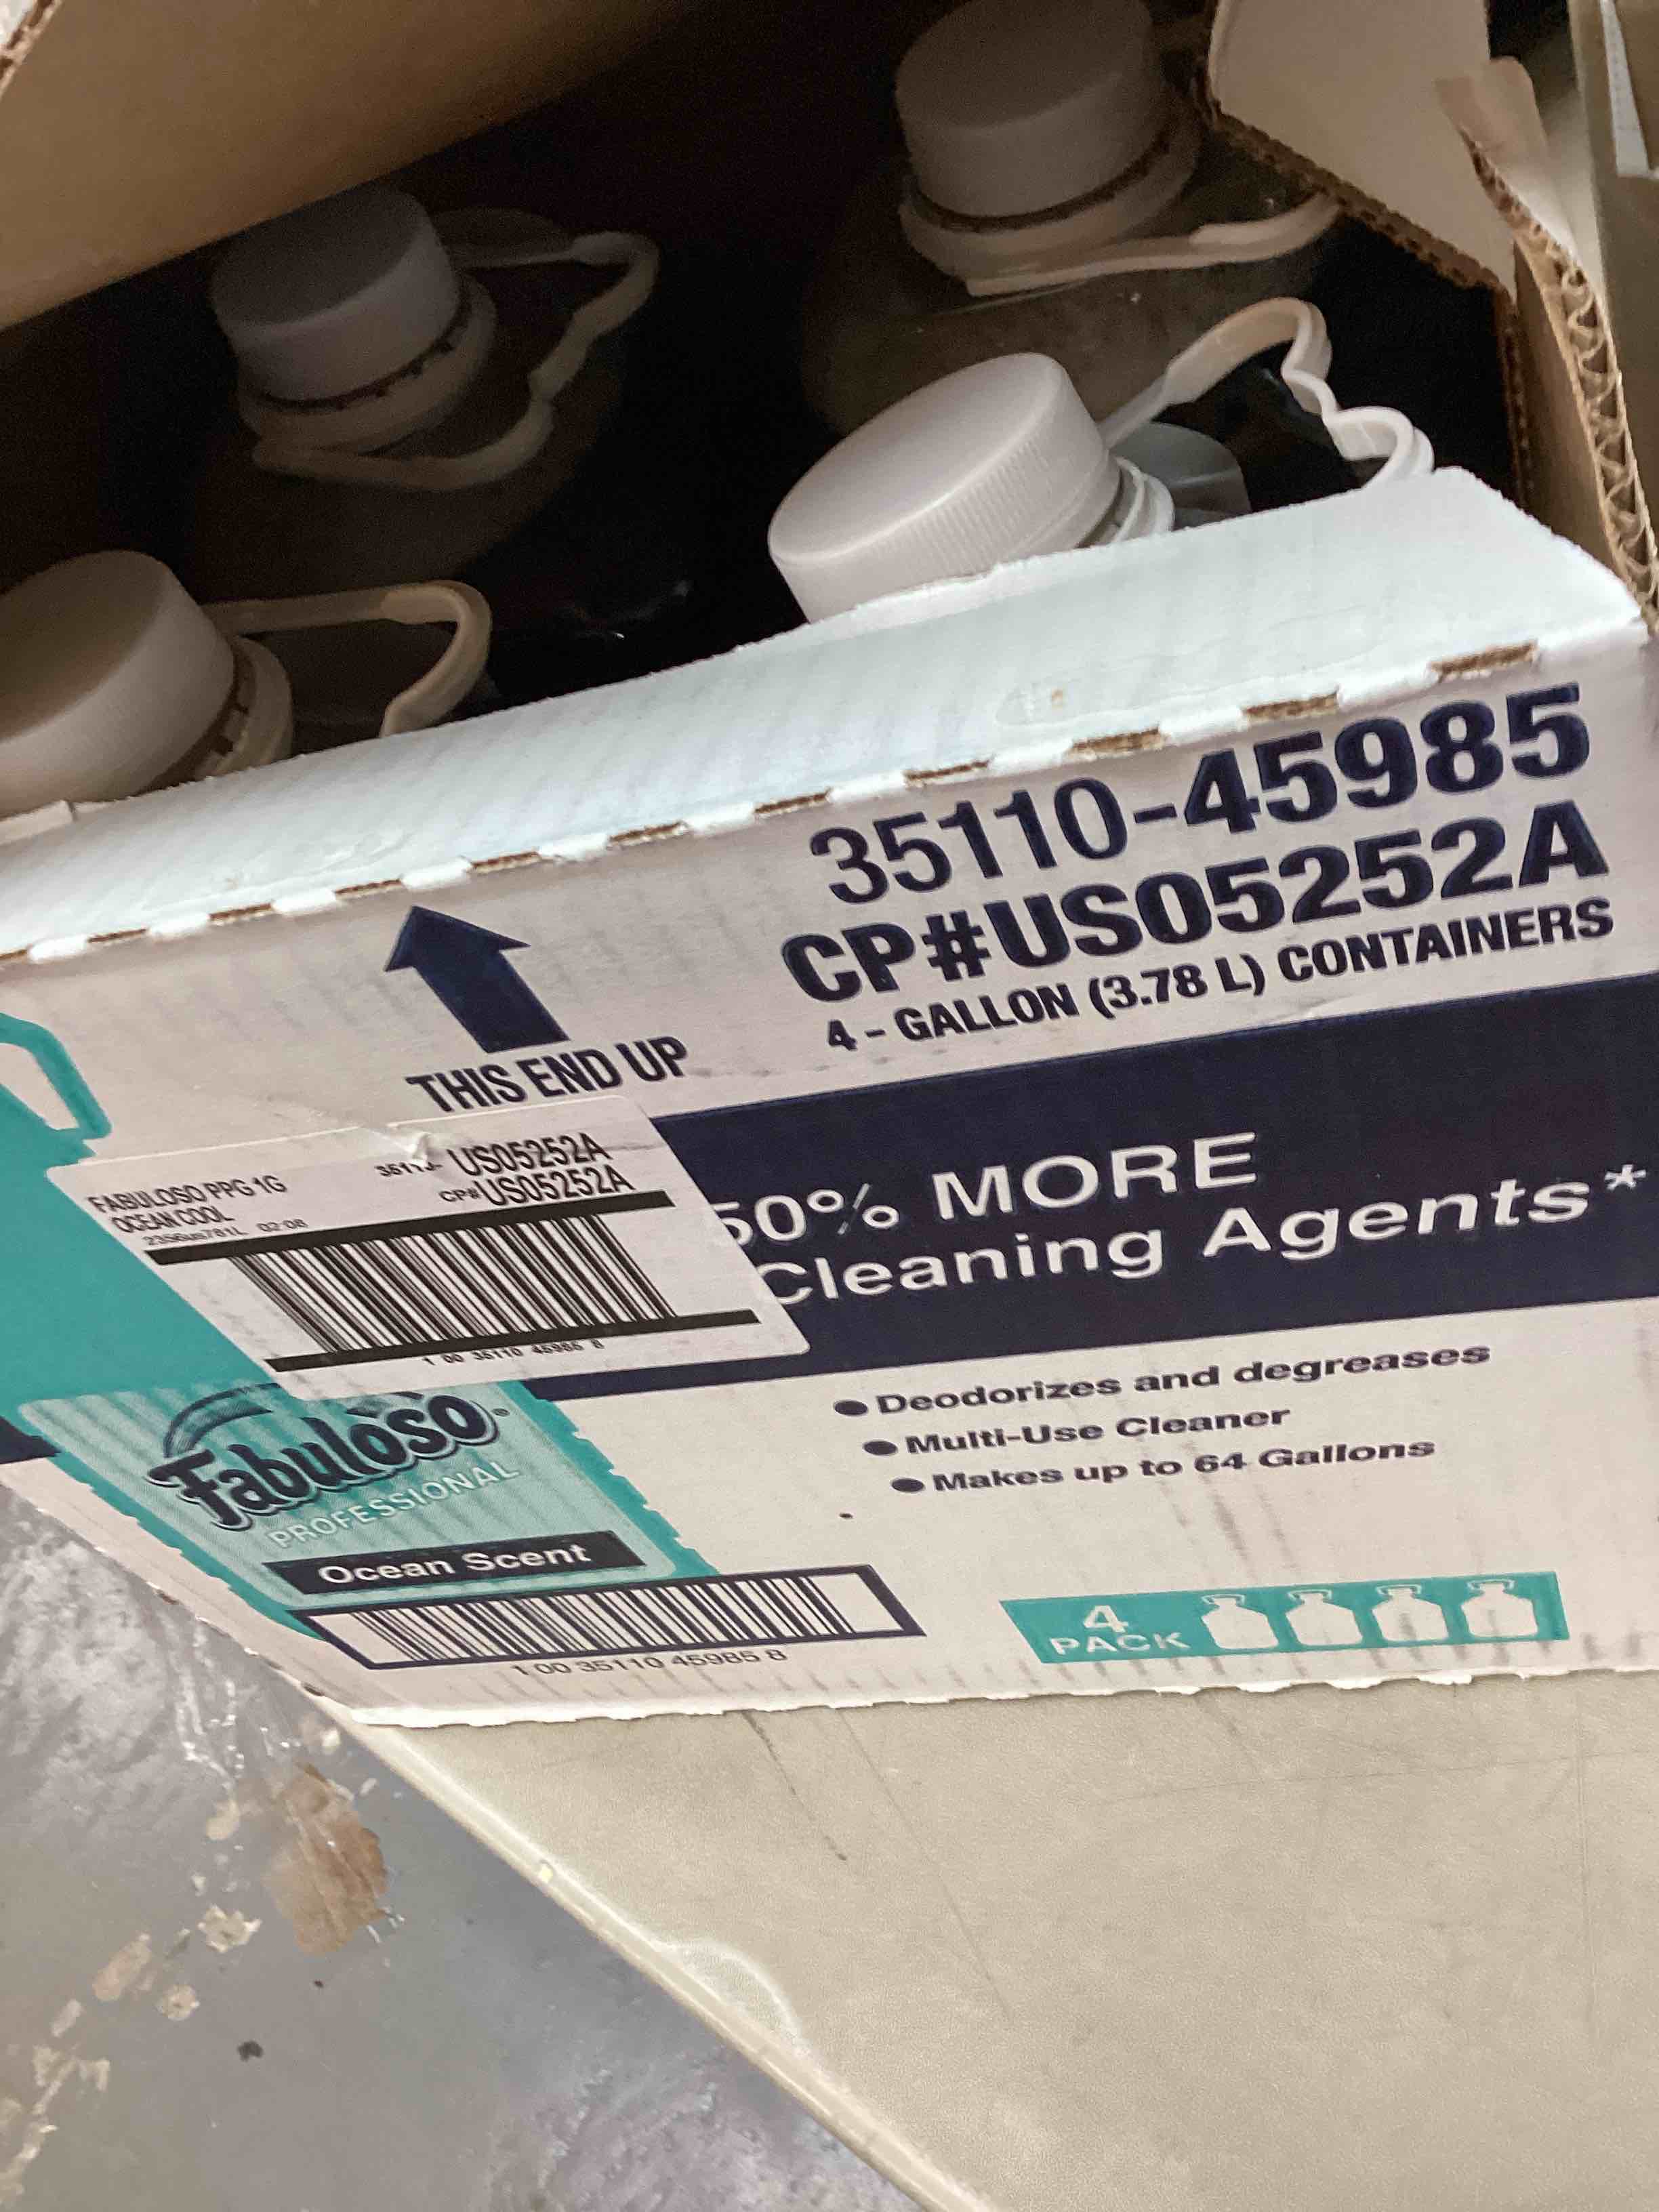 35110-45985
CP#US05252A
4 - GALLON (3.78 L) CONTAINERS
THIS END UP
FABULOSO PPG 1G
OCEAN COOL
02:08
US05252A
CP#US05252A
1 00 35110 45985 8
50% MORE
Cleaning Agents*
Deodorizes and degreases
Multi-Use Cleaner
Makes up to 64 Gallons
Fabuloso®
PROFESSIONAL
Ocean Scent
1 00 35110 45985 8
4
PACK